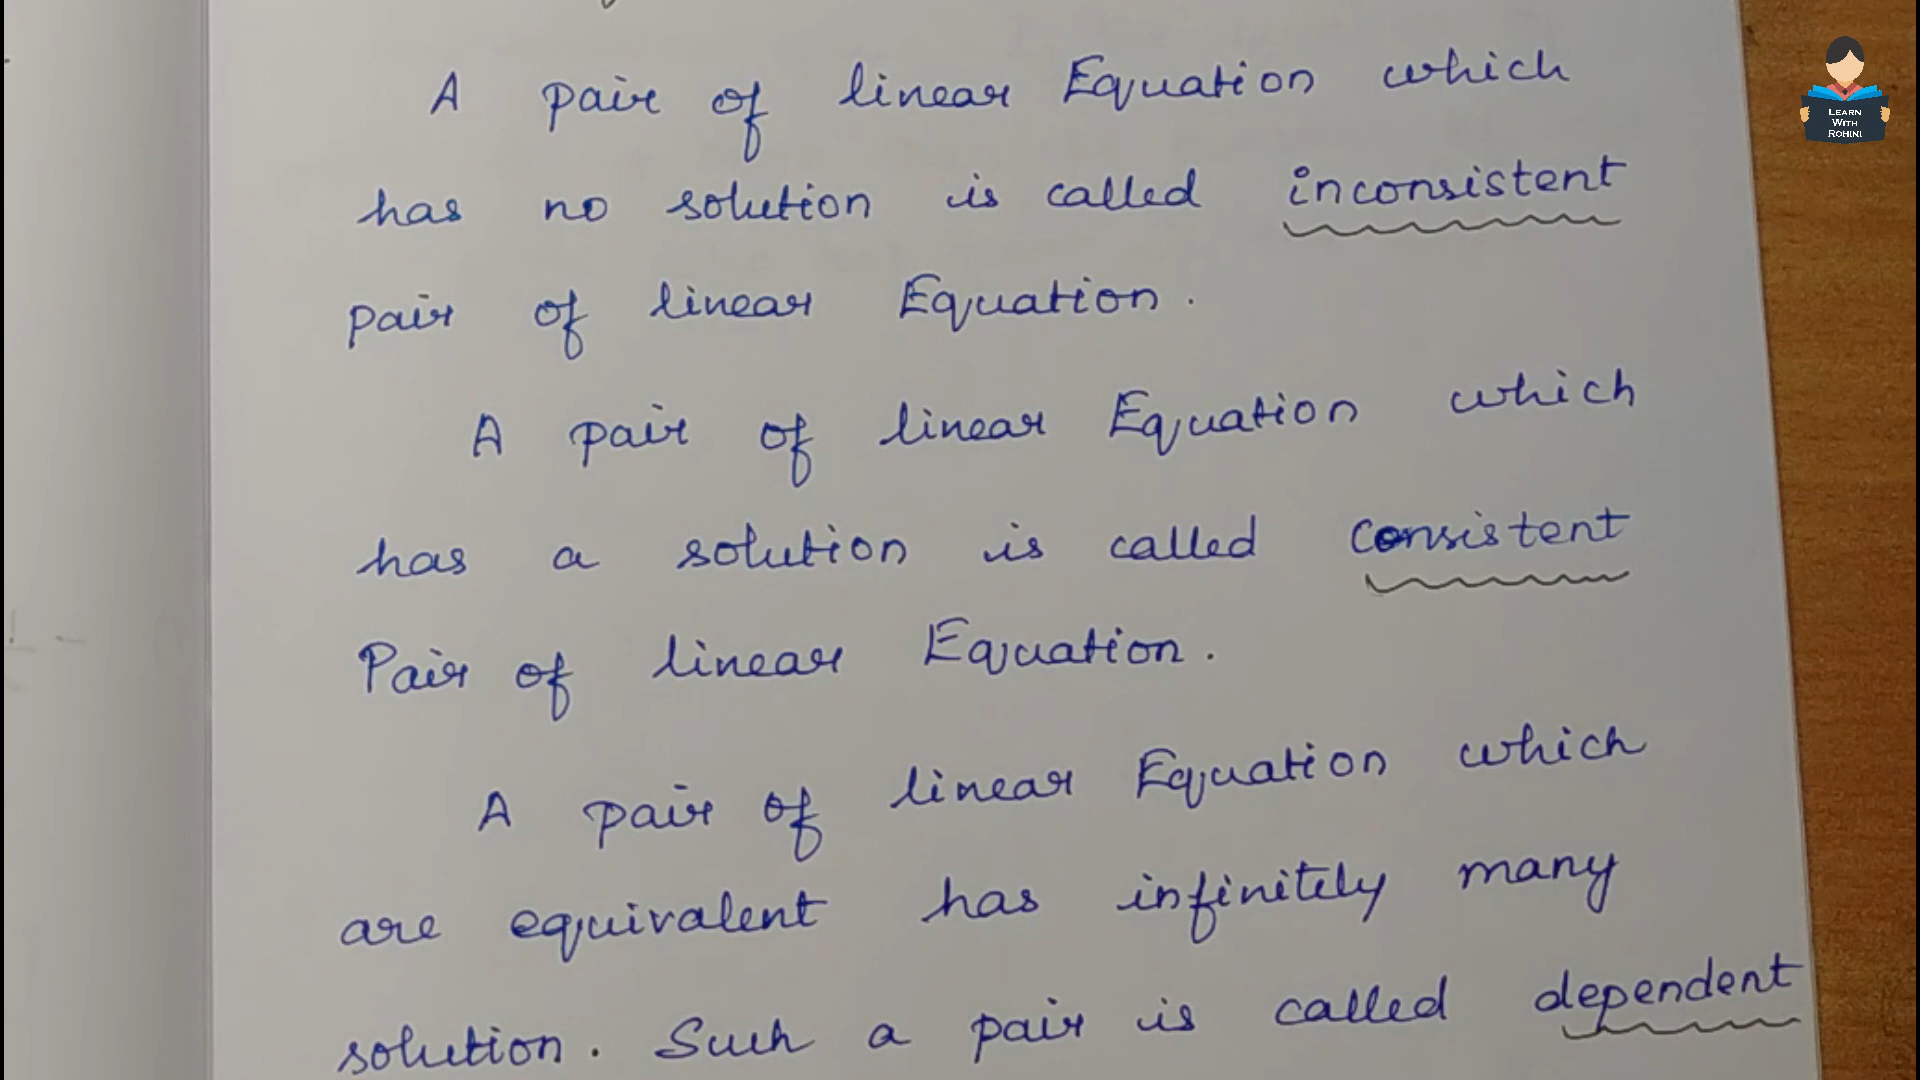 A pair of linear Equation which
has no solution is called inconsistent
pair of linear Equation.
A pair of linear Equation which
has a solution is called consistent
Pair of linear Equation.
A pair of linear Equation which
are equivalent has infinitely many
solution. Such a pair is called dependent
LEARN
WITH
ROHINI